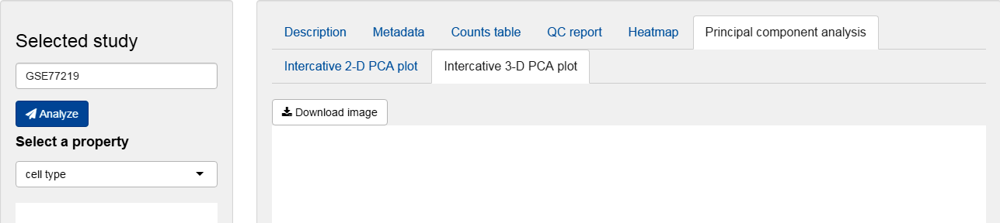 Selected study
GSE77219
Analyze
Select a property
cell type
Description Metadata Counts table QC report Heatmap Principal component analysis
Intercative 2-D PCA plot Intercative 3-D PCA plot
Download image